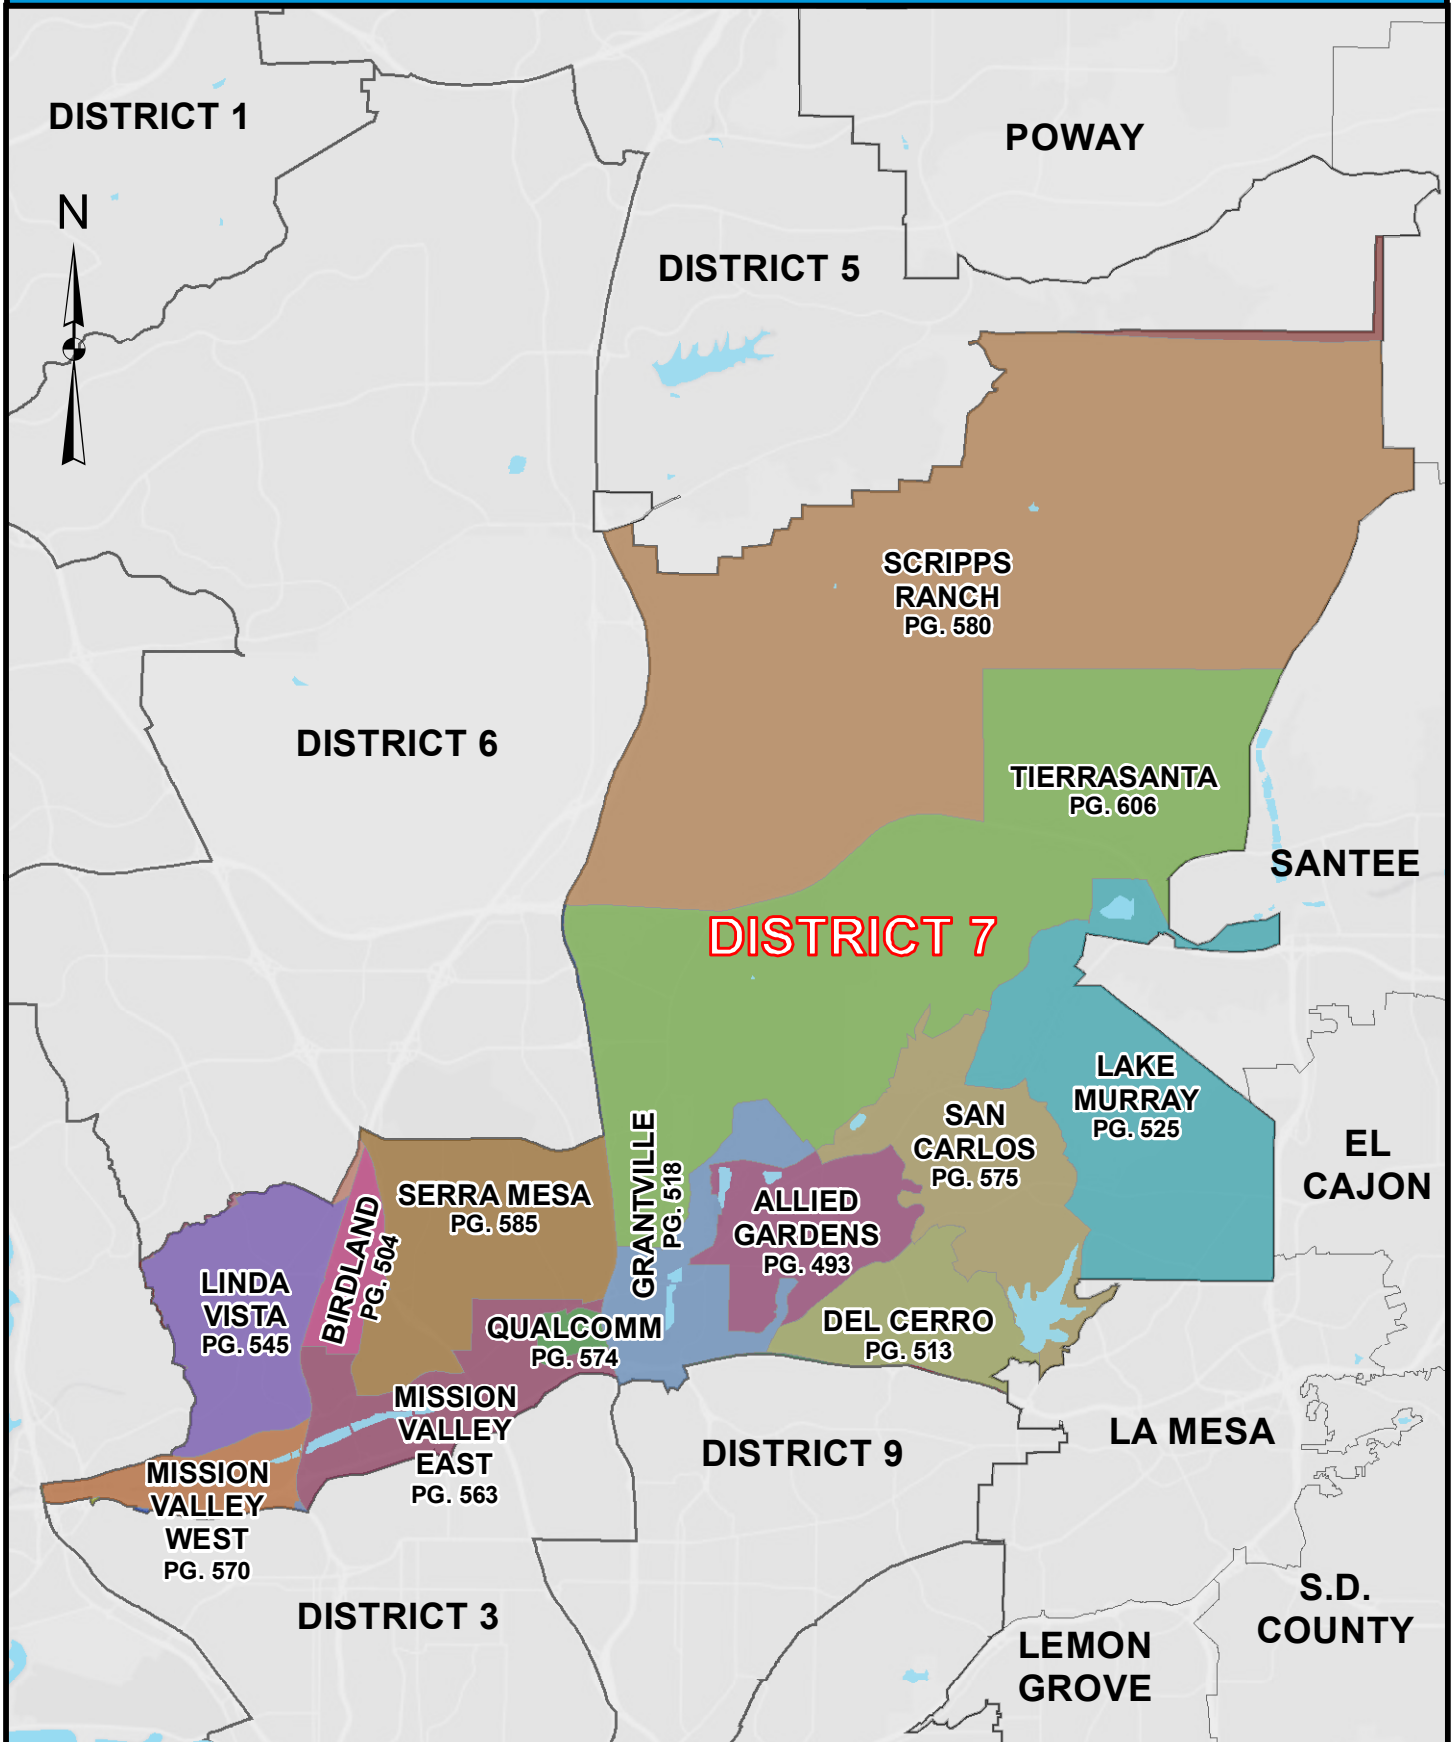 DISTRICT 1
POWAY
N
DISTRICT 5
SCRIPPS
RANCH
PG. 580
DISTRICT 6
TIERRASANTA
PG. 606
SANTEE
DISTRICT 7
LAKE
MURRAY
PG. 525
SAN
CARLOS
PG. 575
EL
CAJON
GRANTVILLE
PG. 518
SERRA MESA
PG. 585
ALLIED
GARDENS
PG. 493
BIRDLAND
PG. 504
LINDA
VISTA
PG. 545
QUALCOMM
PG. 574
DEL CERRO
PG. 513
MISSION
VALLEY
EAST
PG. 563
LA MESA
DISTRICT 9
MISSION
VALLEY
WEST
PG. 570
DISTRICT 3
S.D.
COUNTY
LEMON
GROVE